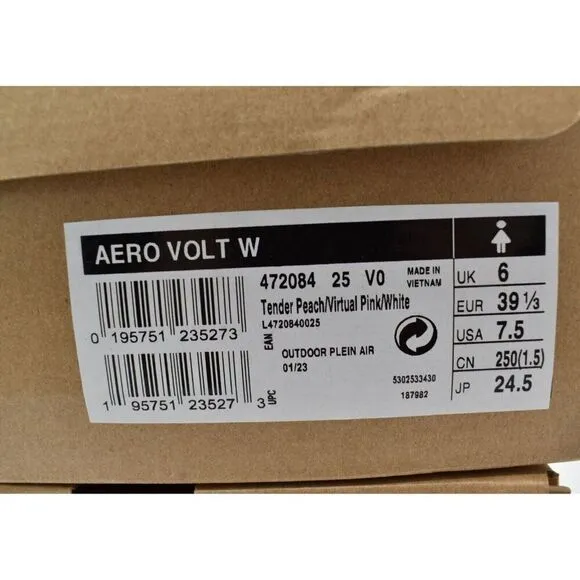 AERO VOLT W
472084 25 V0
MADE IN
VIETNAM
Tender Peach/Virtual Pink/White
L4720840025
0 195751 235273
EAN
OUTDOOR PLEIN AIR
01/23
5302533430
187982
1 95751 23527 3
UPC
UK 6
EUR 39 1/3
USA 7.5
CN 250(1.5)
JP 24.5